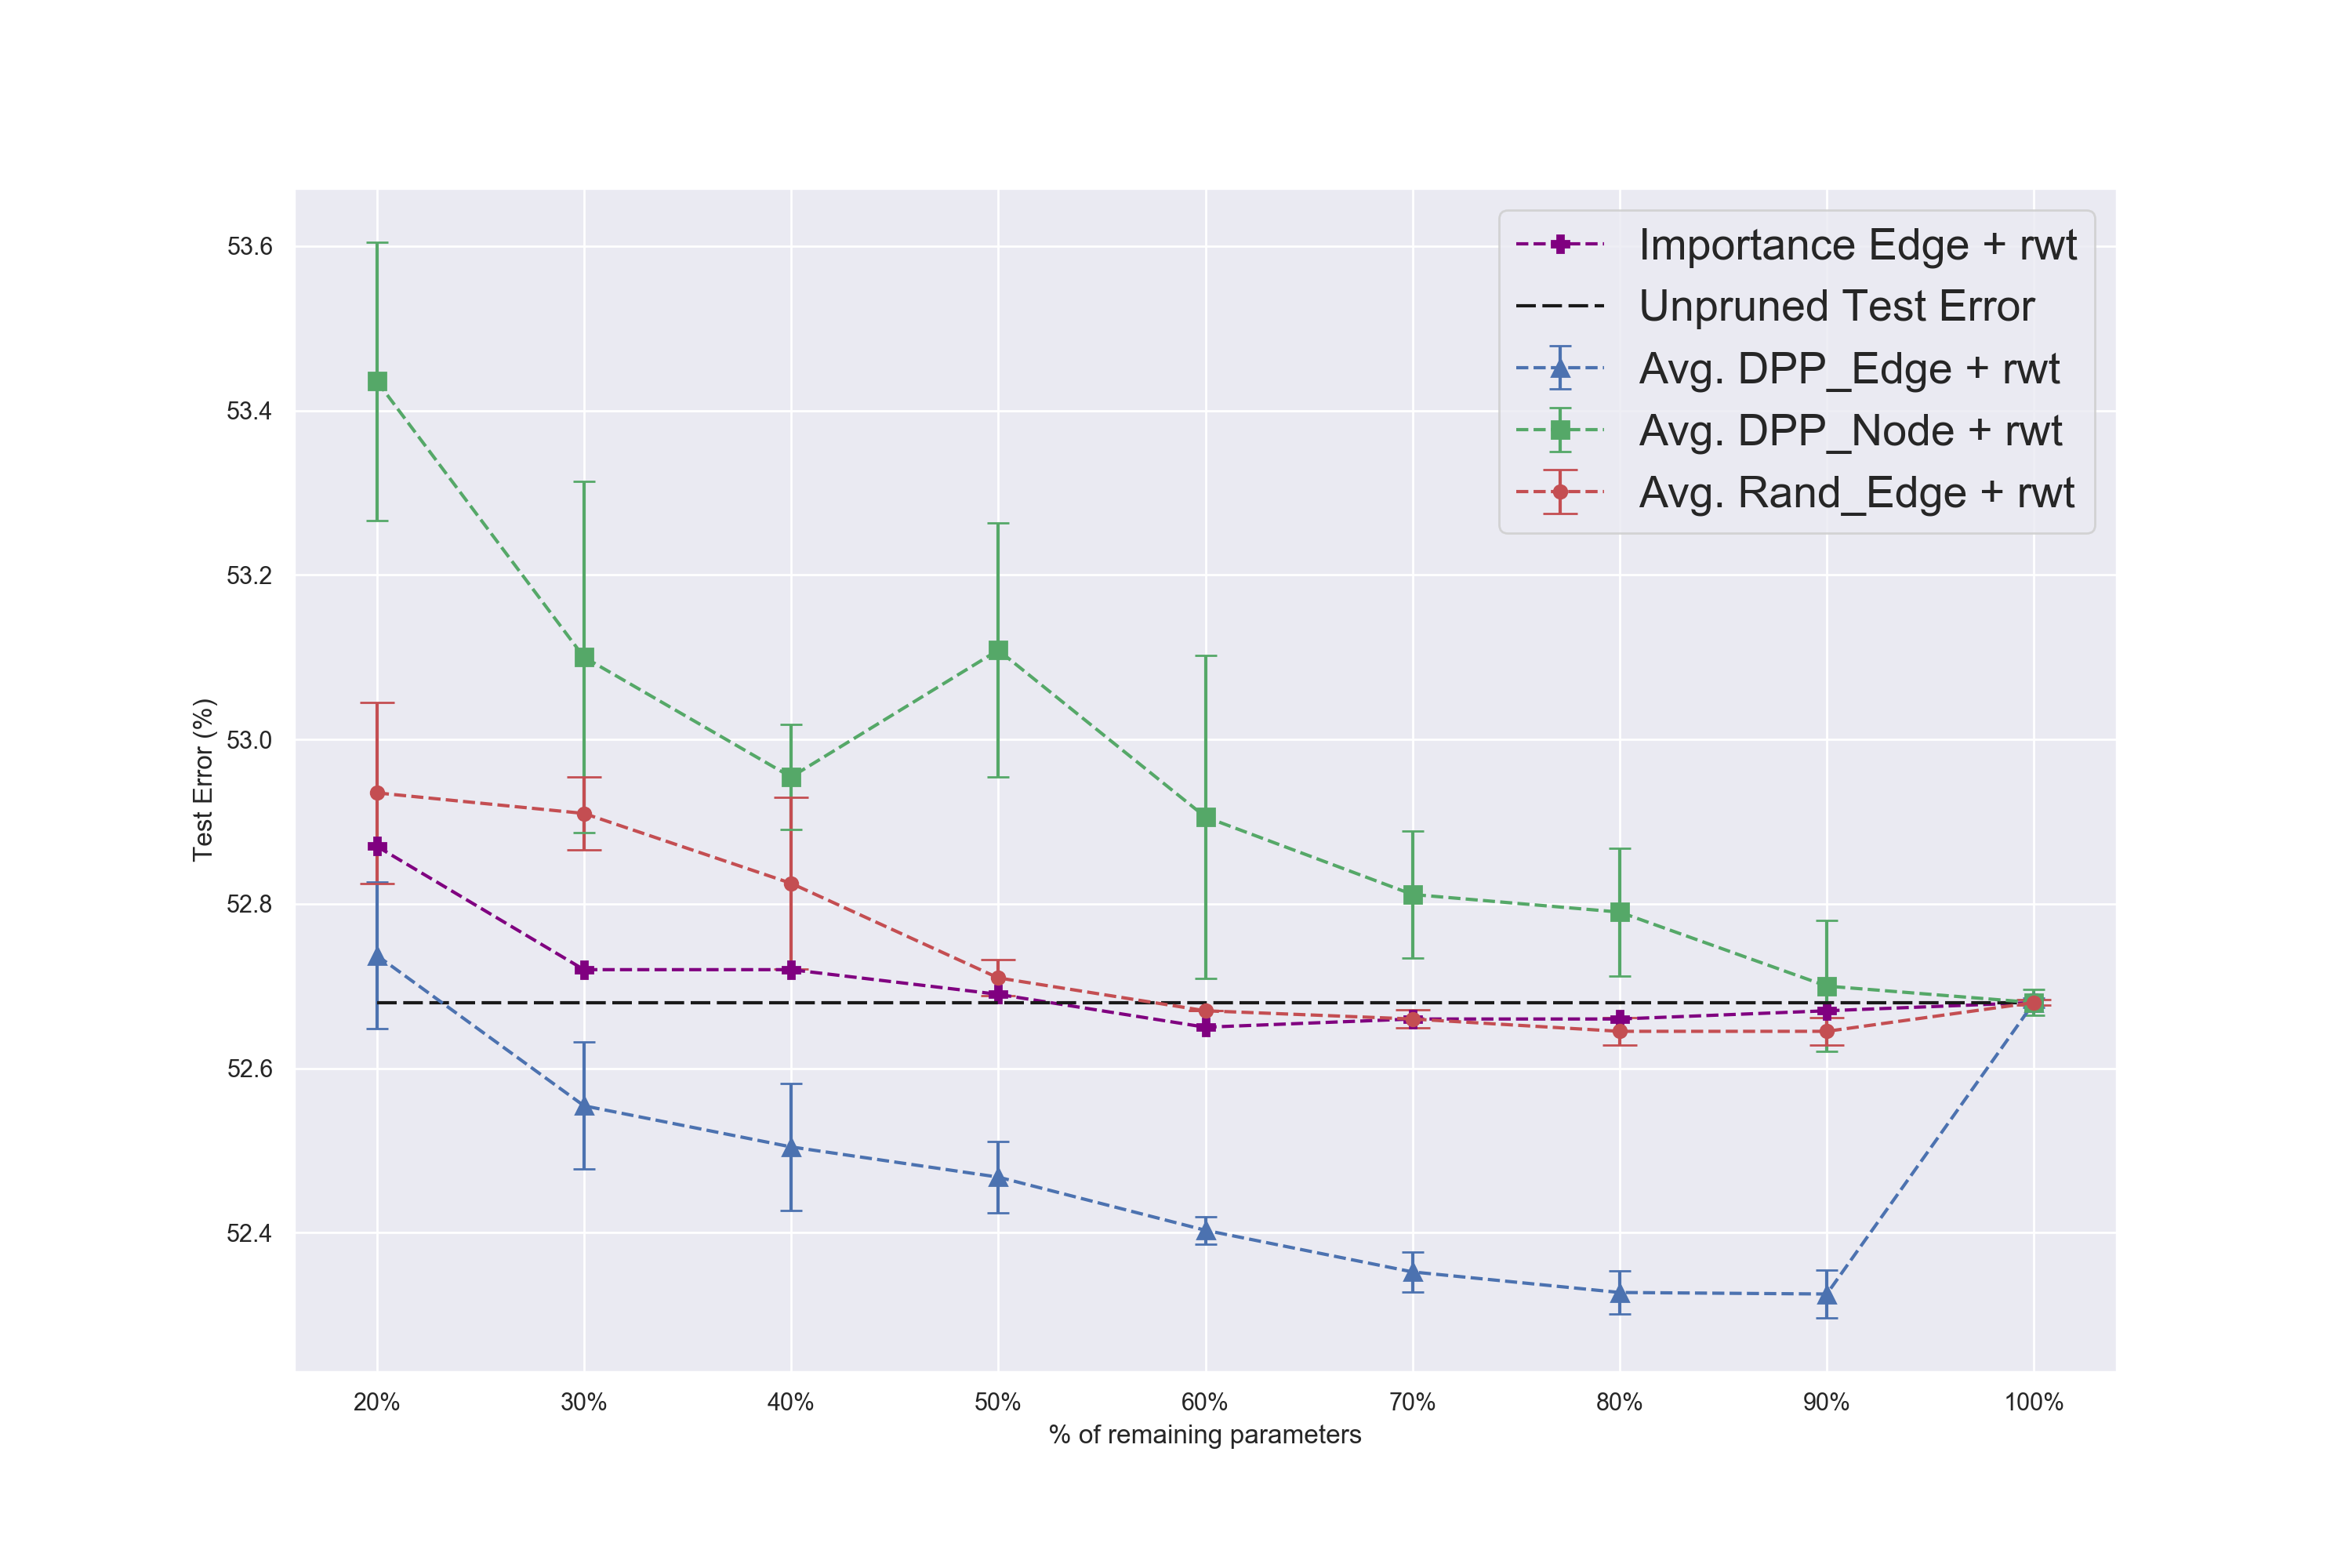 Importance Edge + rwt
Unpruned Test Error
Avg. DPP_Edge + rwt
Avg. DPP_Node + rwt
Avg. Rand_Edge + rwt
53.6
53.4
53.2
53.0
52.8
52.6
52.4
Test Error (%)
20% 30% 40% 50% 60% 70% 80% 90% 100%
% of remaining parameters